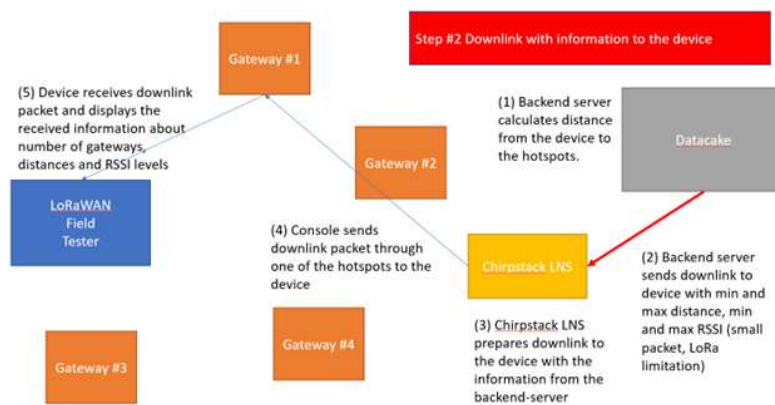 Step #2 Downlink with information to the device
Gateway #1
(5) Device receives downlink
packet and displays the
received information about
number of gateways,
distances and RSSI levels
(1) Backend server
calculates distance
from the device to
the hotspots.
Datacake
Gateway #2
LoRaWAN
Field
Tester
(4) Console sends
downlink packet through
one of the hotspots to the
device
Chirpstack LNS
(2) Backend server
sends downlink to
device with min and
max distance, min
and max RSSI (small
packet, LoRa
limitation)
(3) Chirpstack LNS
prepares downlink to
the device with the
information from the
backend-server
Gateway #4
Gateway #3